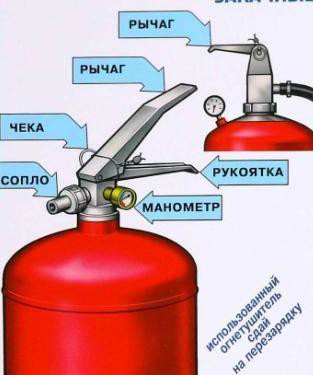 РЫЧАГ
РЫЧАГ
ЧЕКА
СОПЛО
РУКОЯТКА
МАНОМЕТР
использованный
огнетушитель
сдай
на перезарядку